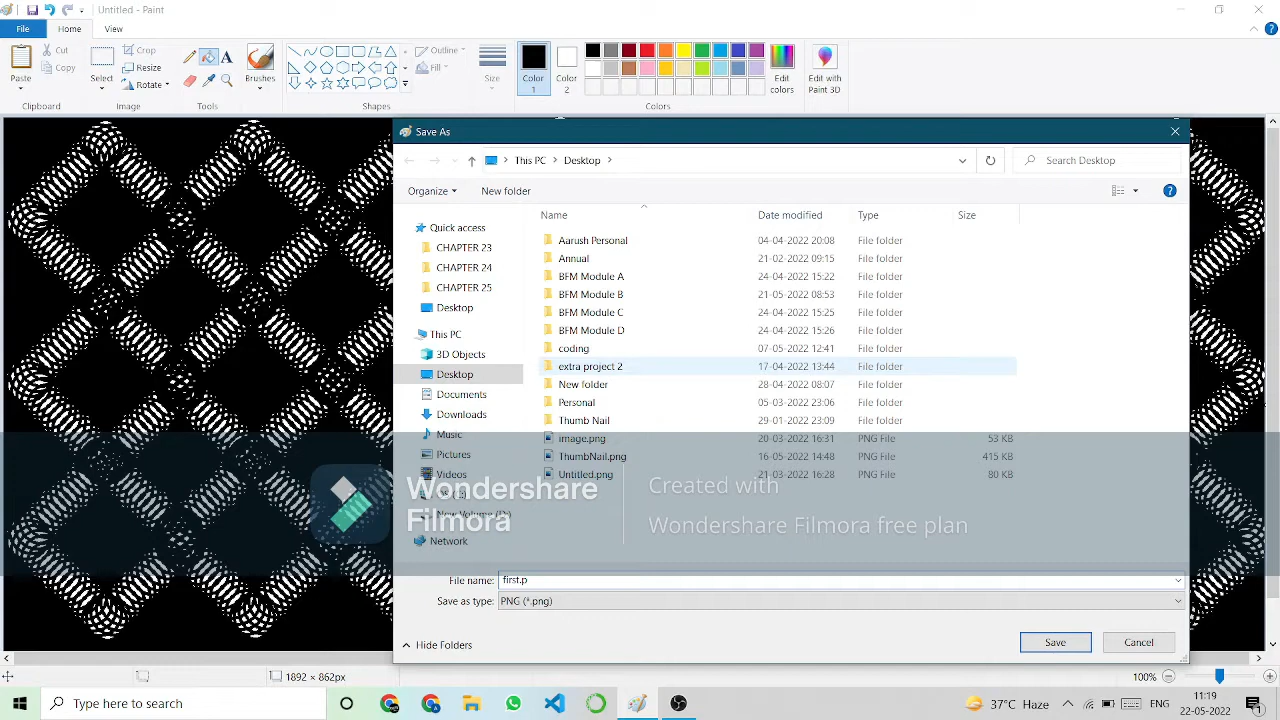 Untitled - Paint
File
Home
View
Paste
Cut
Copy
Clipboard
Select
Crop
Resize
Rotate
Image
Tools
Brushes
Shapes
Outline
Fill
Size
Color
1
Color
2
Edit
colors
Colors
Edit with
Paint 3D
Save As
This PC
Desktop
Search Desktop
Organize
New folder
Name
Date modified
Type
Size
Quick access
CHAPTER 23
CHAPTER 24
CHAPTER 25
Desktop
This PC
3D Objects
Desktop
Documents
Downloads
Music
Pictures
Videos
Network
Aarush Personal 04-04-2022 20:08 File folder
Annual 21-02-2022 09:15 File folder
BFM Module A 24-04-2022 15:22 File folder
BFM Module B 21-05-2022 08:53 File folder
BFM Module C 24-04-2022 15:25 File folder
BFM Module D 24-04-2022 15:26 File folder
coding 07-05-2022 12:41 File folder
extra project 2 17-04-2022 13:44 File folder
New folder 28-04-2022 08:07 File folder
Personal 05-03-2022 23:06 File folder
Thumb Nail 29-01-2022 23:09 File folder
image.png 20-03-2022 16:31 PNG File 53 KB
ThumbNail.png 16-05-2022 14:48 PNG File 415 KB
Untitled.png 21-03-2022 16:28 PNG File 80 KB
Wondershare
Filmora
Created with
Wondershare Filmora free plan
File name: first.p
Save as type: PNG (*.png)
Hide Folders
Save
Cancel
1892 × 862px
100%
Type here to search
37°C Haze
ENG
11:19
22-05-2022